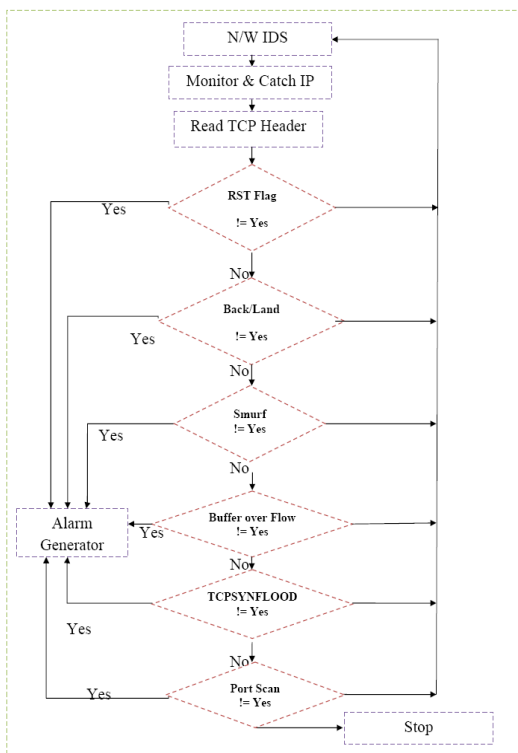 N/W IDS
Monitor & Catch IP
Read TCP Header
RST Flag
!= Yes
Yes
No
Back/Land
!= Yes
Yes
No
Smurf
!= Yes
Yes
No
Buffer over Flow
!= Yes
Yes
Alarm
Generator
No
TCPSYNFLOOD
!= Yes
Yes
No
Port Scan
!= Yes
Yes
Stop